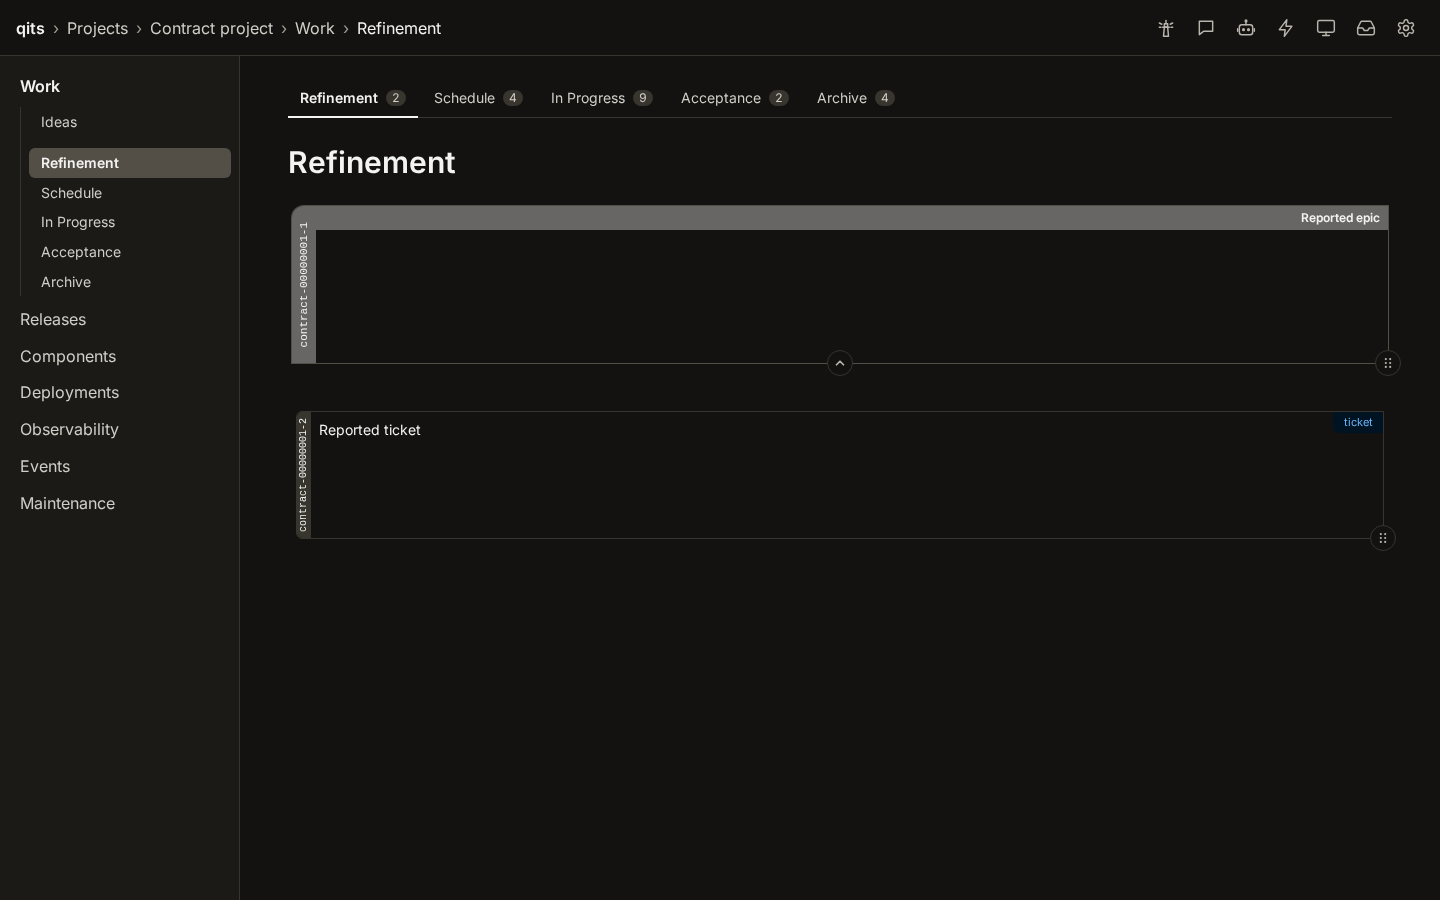 qits › Projects › Contract project › Work › Refinement
Work
Ideas
Refinement
Schedule
In Progress
Acceptance
Archive
Releases
Components
Deployments
Observability
Events
Maintenance
Refinement 2 Schedule 4 In Progress 9 Acceptance 2 Archive 4
Refinement
Reported epic
contract-00000001-1
contract-00000001-2
Reported ticket
ticket